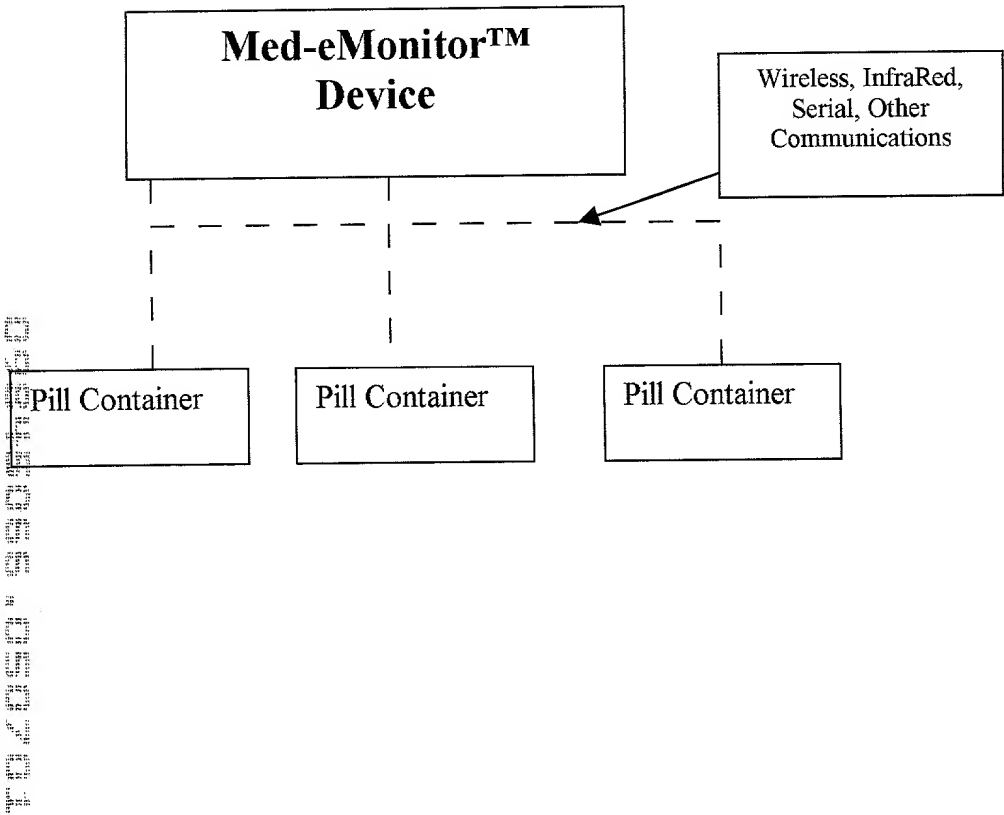 Med-eMonitor™
Device
Wireless, InfraRed,
Serial, Other
Communications
Pill Container
Pill Container
Pill Container